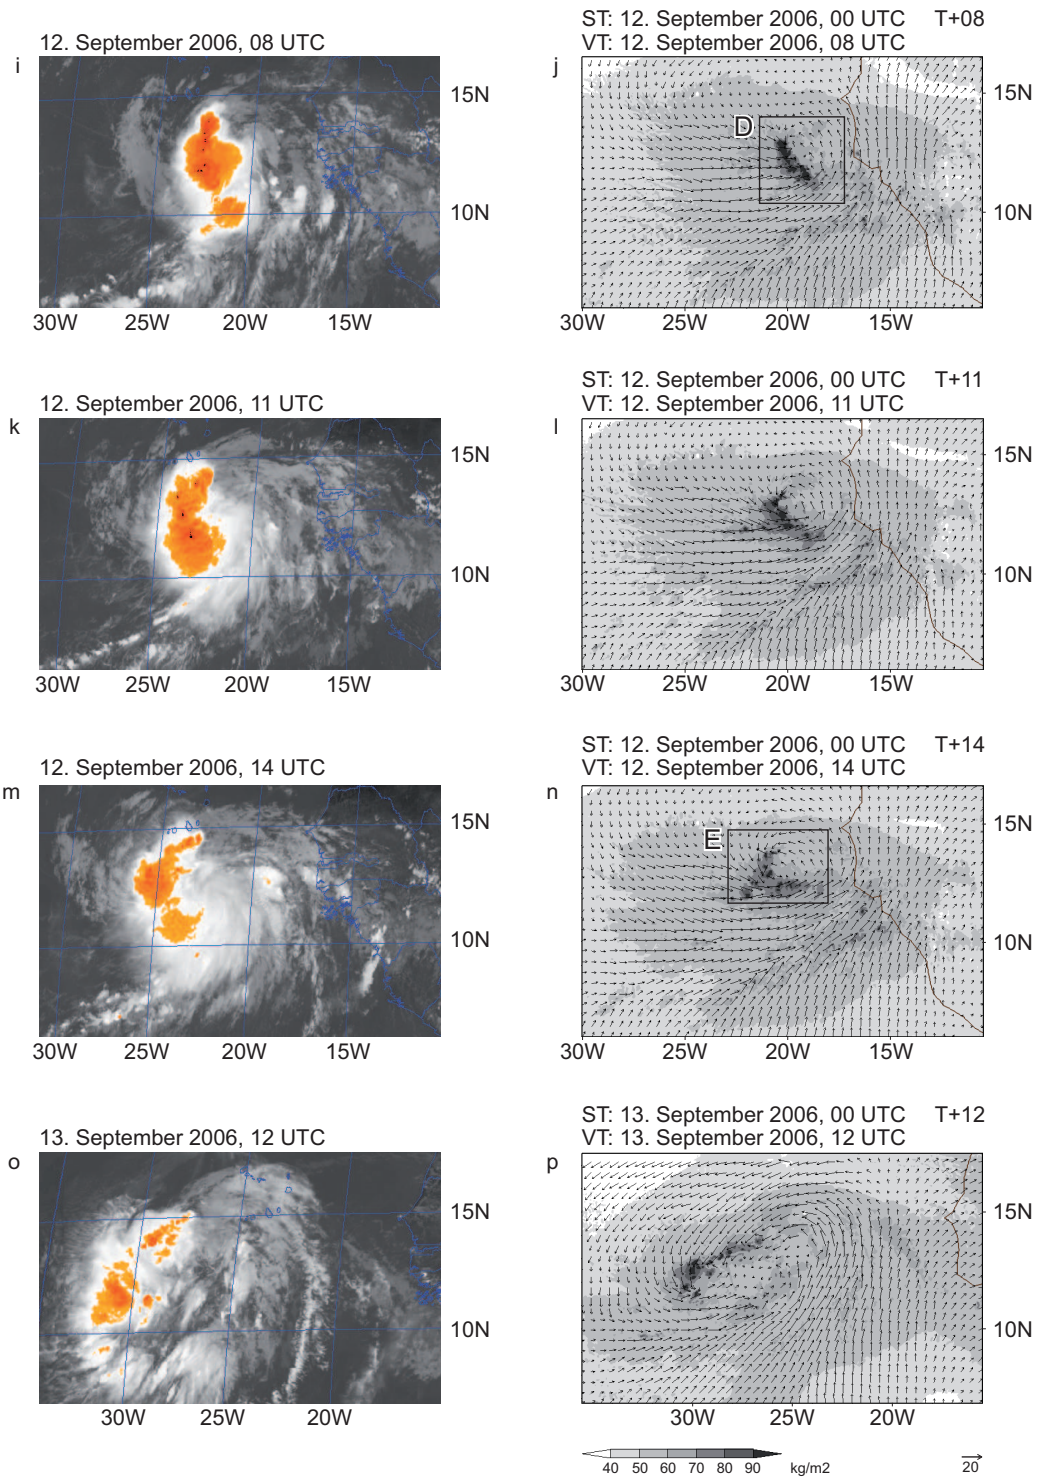 12. September 2006, 08 UTC
i
15N
10N
30W 25W 20W 15W
ST: 12. September 2006, 00 UTC T+08
VT: 12. September 2006, 08 UTC
j
D
15N
10N
30W 25W 20W 15W
12. September 2006, 11 UTC
k
15N
10N
30W 25W 20W 15W
ST: 12. September 2006, 00 UTC T+11
VT: 12. September 2006, 11 UTC
l
15N
10N
30W 25W 20W 15W
12. September 2006, 14 UTC
m
15N
10N
30W 25W 20W 15W
ST: 12. September 2006, 00 UTC T+14
VT: 12. September 2006, 14 UTC
n
E
15N
10N
30W 25W 20W 15W
13. September 2006, 12 UTC
o
15N
10N
30W 25W 20W
ST: 13. September 2006, 00 UTC T+12
VT: 13. September 2006, 12 UTC
p
15N
10N
30W 25W 20W
40 50 60 70 80 90 kg/m2
20